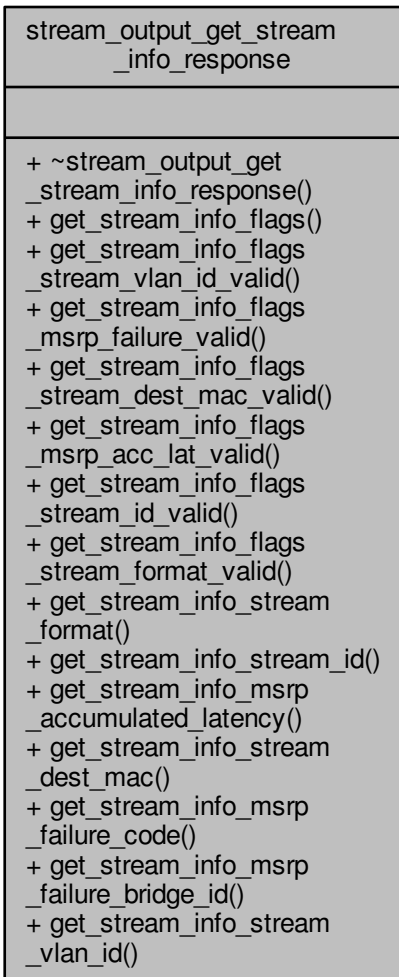 stream_output_get_stream
_info_response
+ ~stream_output_get
_stream_info_response()
+ get_stream_info_flags()
+ get_stream_info_flags
_stream_vlan_id_valid()
+ get_stream_info_flags
_msrp_failure_valid()
+ get_stream_info_flags
_stream_dest_mac_valid()
+ get_stream_info_flags
_msrp_acc_lat_valid()
+ get_stream_info_flags
_stream_id_valid()
+ get_stream_info_flags
_stream_format_valid()
+ get_stream_info_stream
_format()
+ get_stream_info_stream_id()
+ get_stream_info_msrp
_accumulated_latency()
+ get_stream_info_stream
_dest_mac()
+ get_stream_info_msrp
_failure_code()
+ get_stream_info_msrp
_failure_bridge_id()
+ get_stream_info_stream
_vlan_id()